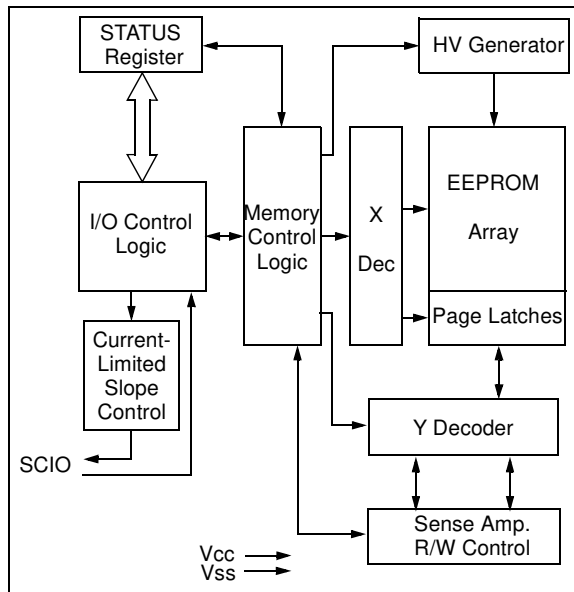 STATUS
Register
HV Generator
I/O Control
Logic
Memory
Control
Logic
X
Dec
EEPROM
Array
Page Latches
Current-
Limited
Slope
Control
SCIO
Y Decoder
Sense Amp.
R/W Control
Vcc
Vss